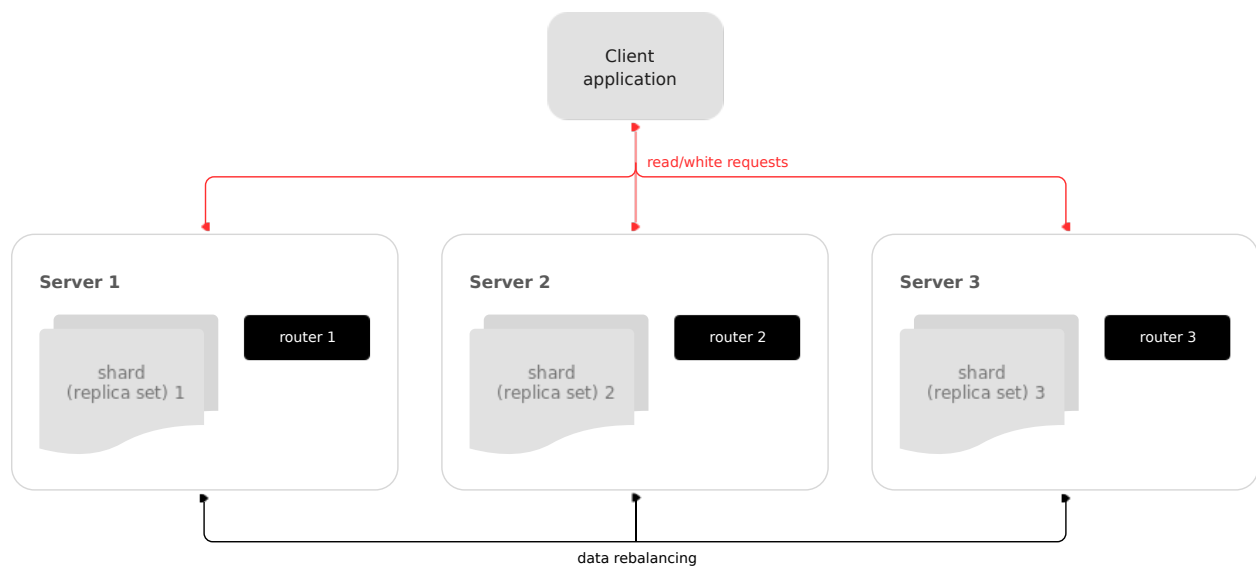 Client
application
read/white requests
Server 1
router 1
shard
(replica set) 1
Server 2
router 2
shard
(replica set) 2
Server 3
router 3
shard
(replica set) 3
data rebalancing